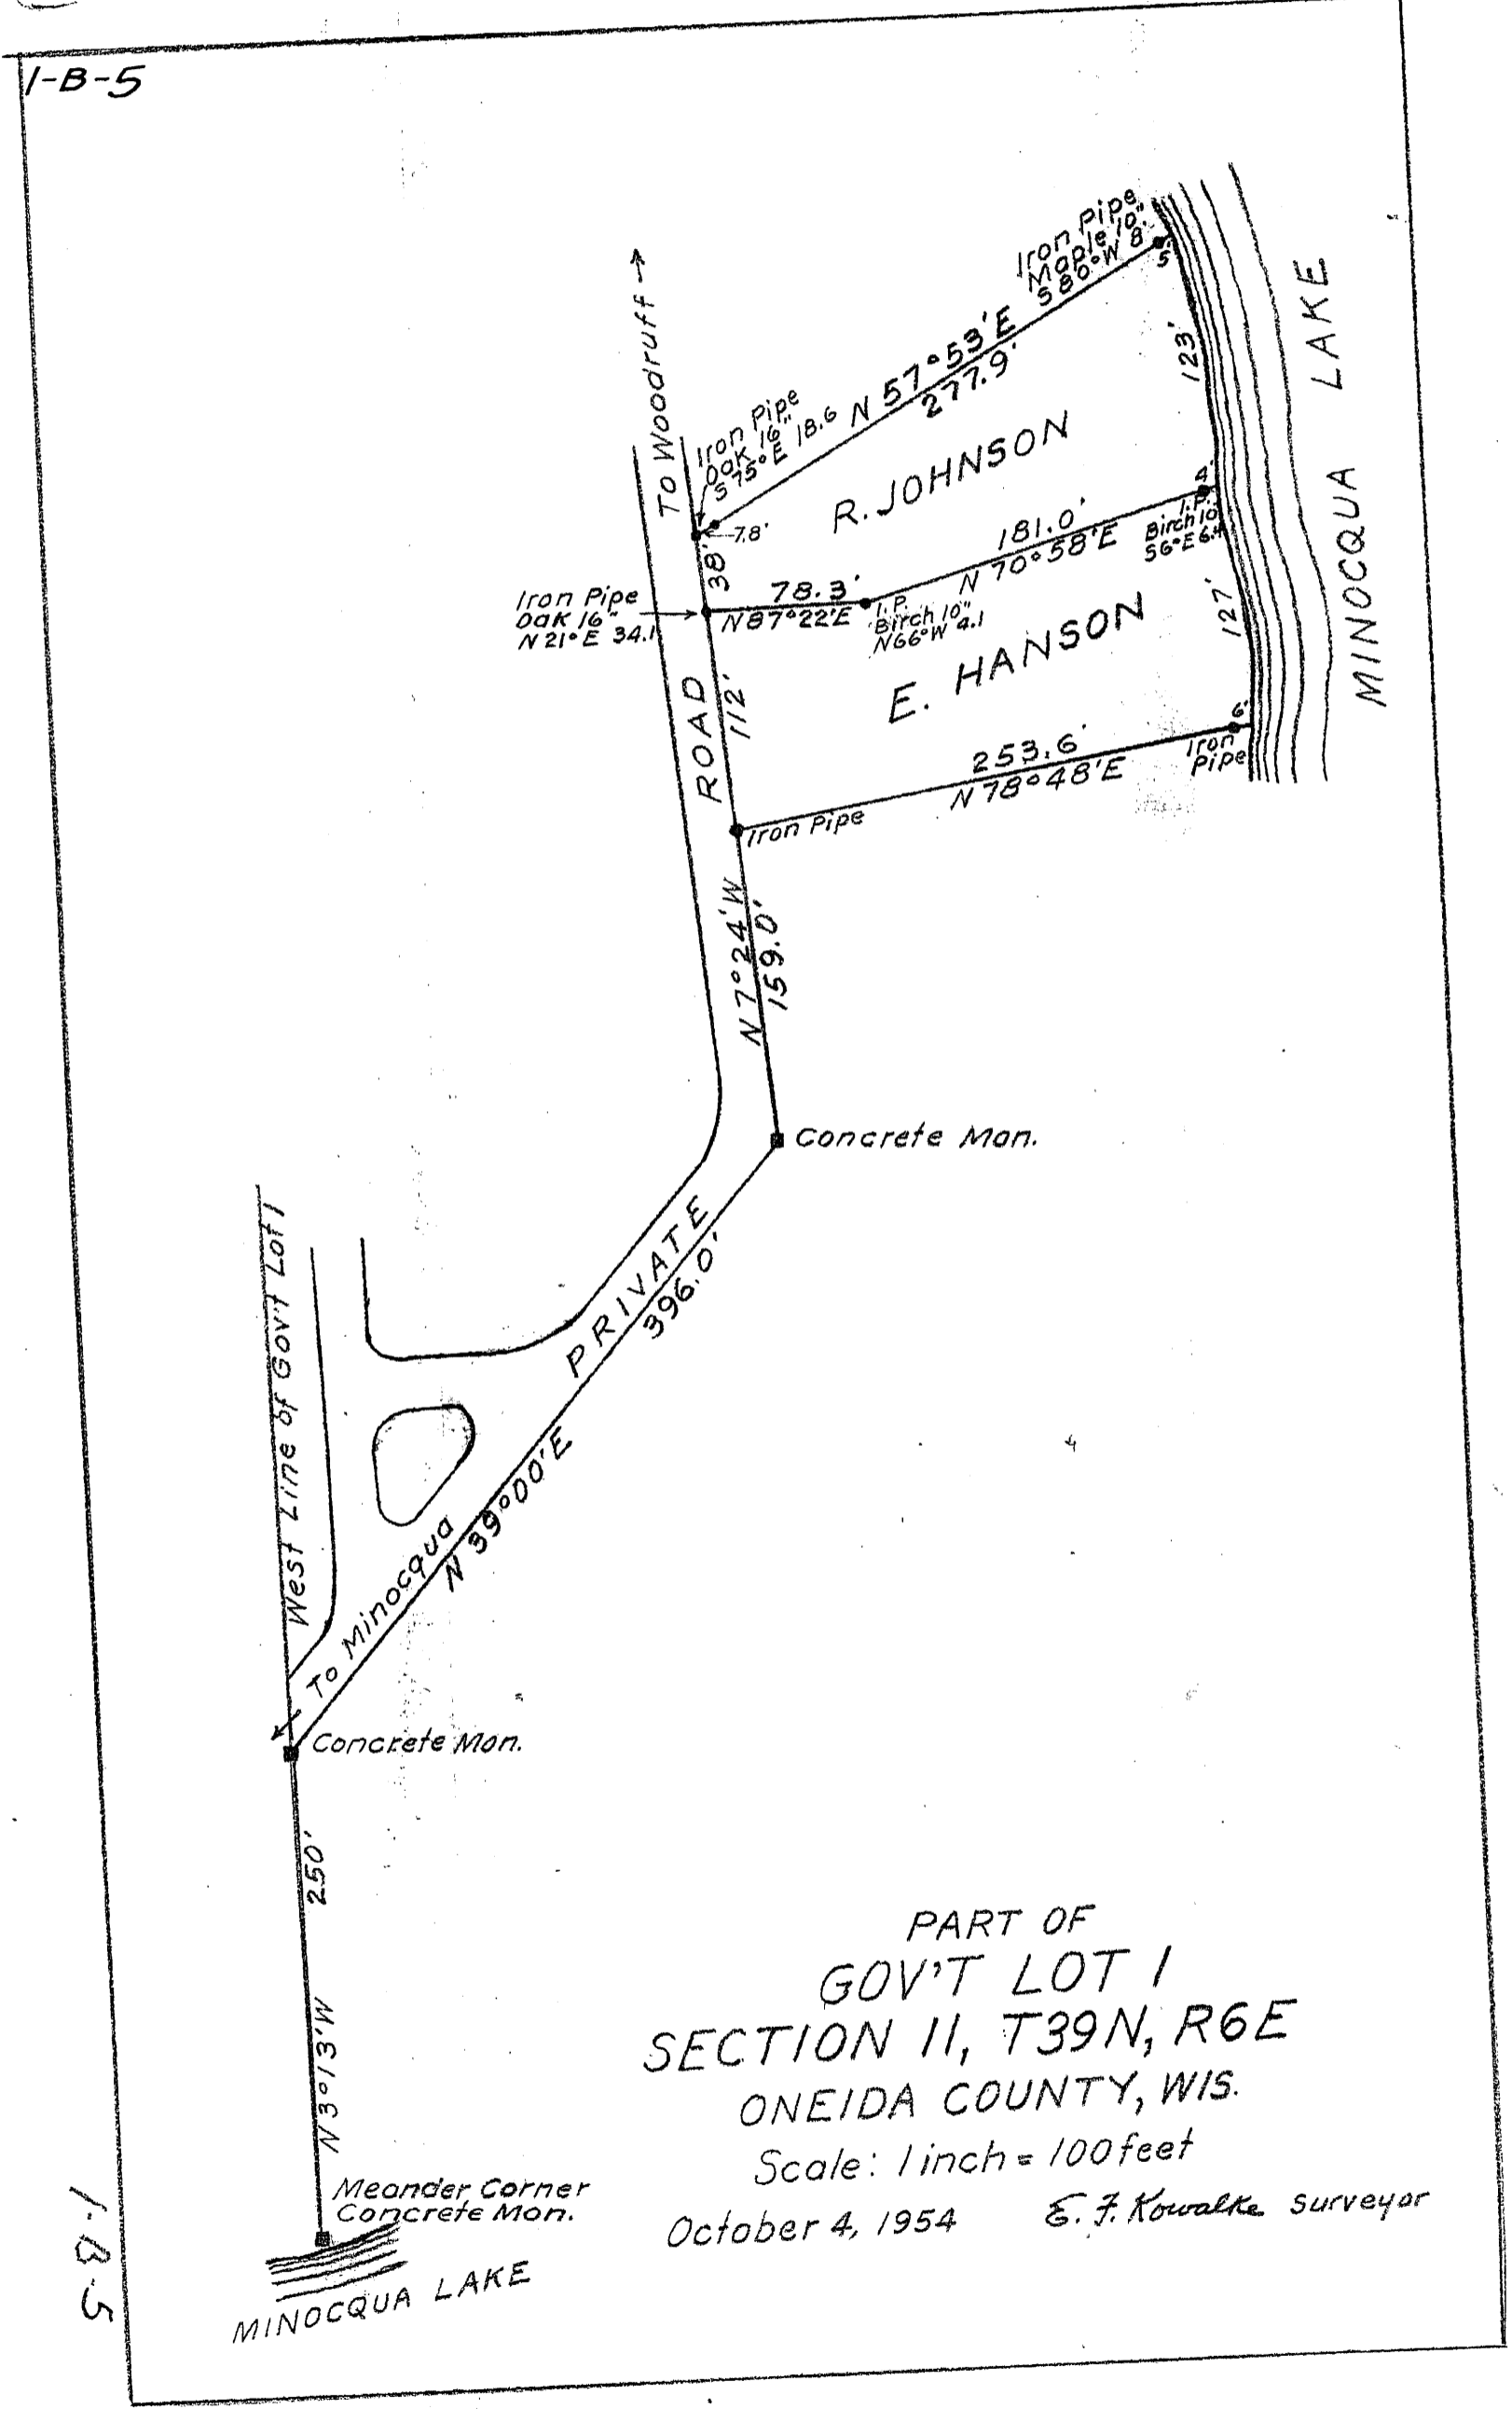 1-B-5
To Woodruff →
Iron Pipe
Maple 10"
S 80° W 8'
5'
N 57° 53' E
277.9'
Iron Pipe
Oak 16"
S 75° E 18.6
7.8'
38'
R. JOHNSON
123'
MINOCQUA LAKE
4'
I.P.
Birch 10"
S 6° E 6.4
181.0'
N 70° 58' E
78.3'
N 87° 22' E
I.P.
Birch 10"
N 66° W 4.1
Iron Pipe
Oak 16"
N 21° E 34.1
112'
E. HANSON
127'
6'
Iron
Pipe
253.6'
N 78° 48' E
Iron Pipe
PRIVATE ROAD
N 7° 24' W
159.0'
Concrete Mon.
396.0'
N 39° 00' E
West Line of Gov't Lot 1
To Minocqua
Concrete Mon.
250'
N 3° 13' W
Meander Corner
Concrete Mon.
MINOCQUA LAKE
PART OF
GOV'T LOT 1
SECTION 11, T39N, R6E
ONEIDA COUNTY, WIS.
Scale: 1 inch = 100 feet
October 4, 1954 E. F. Kowalke surveyor
1-B-5